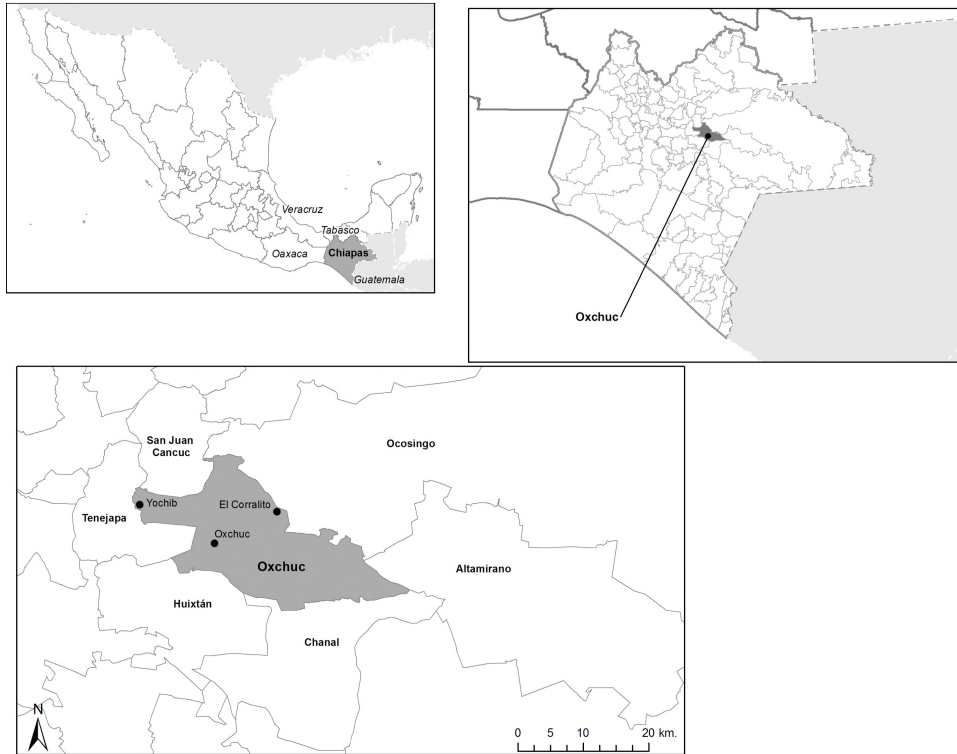 Veracruz
Tabasco
Chiapas
Oaxaca
Guatemala
Oxchuc
San Juan
Cancuc
Ocosingo
Yochib
El Corralito
Tenejapa
Oxchuc
Oxchuc
Altamirano
Huixtán
Chanal
N
0 5 10 20 km.